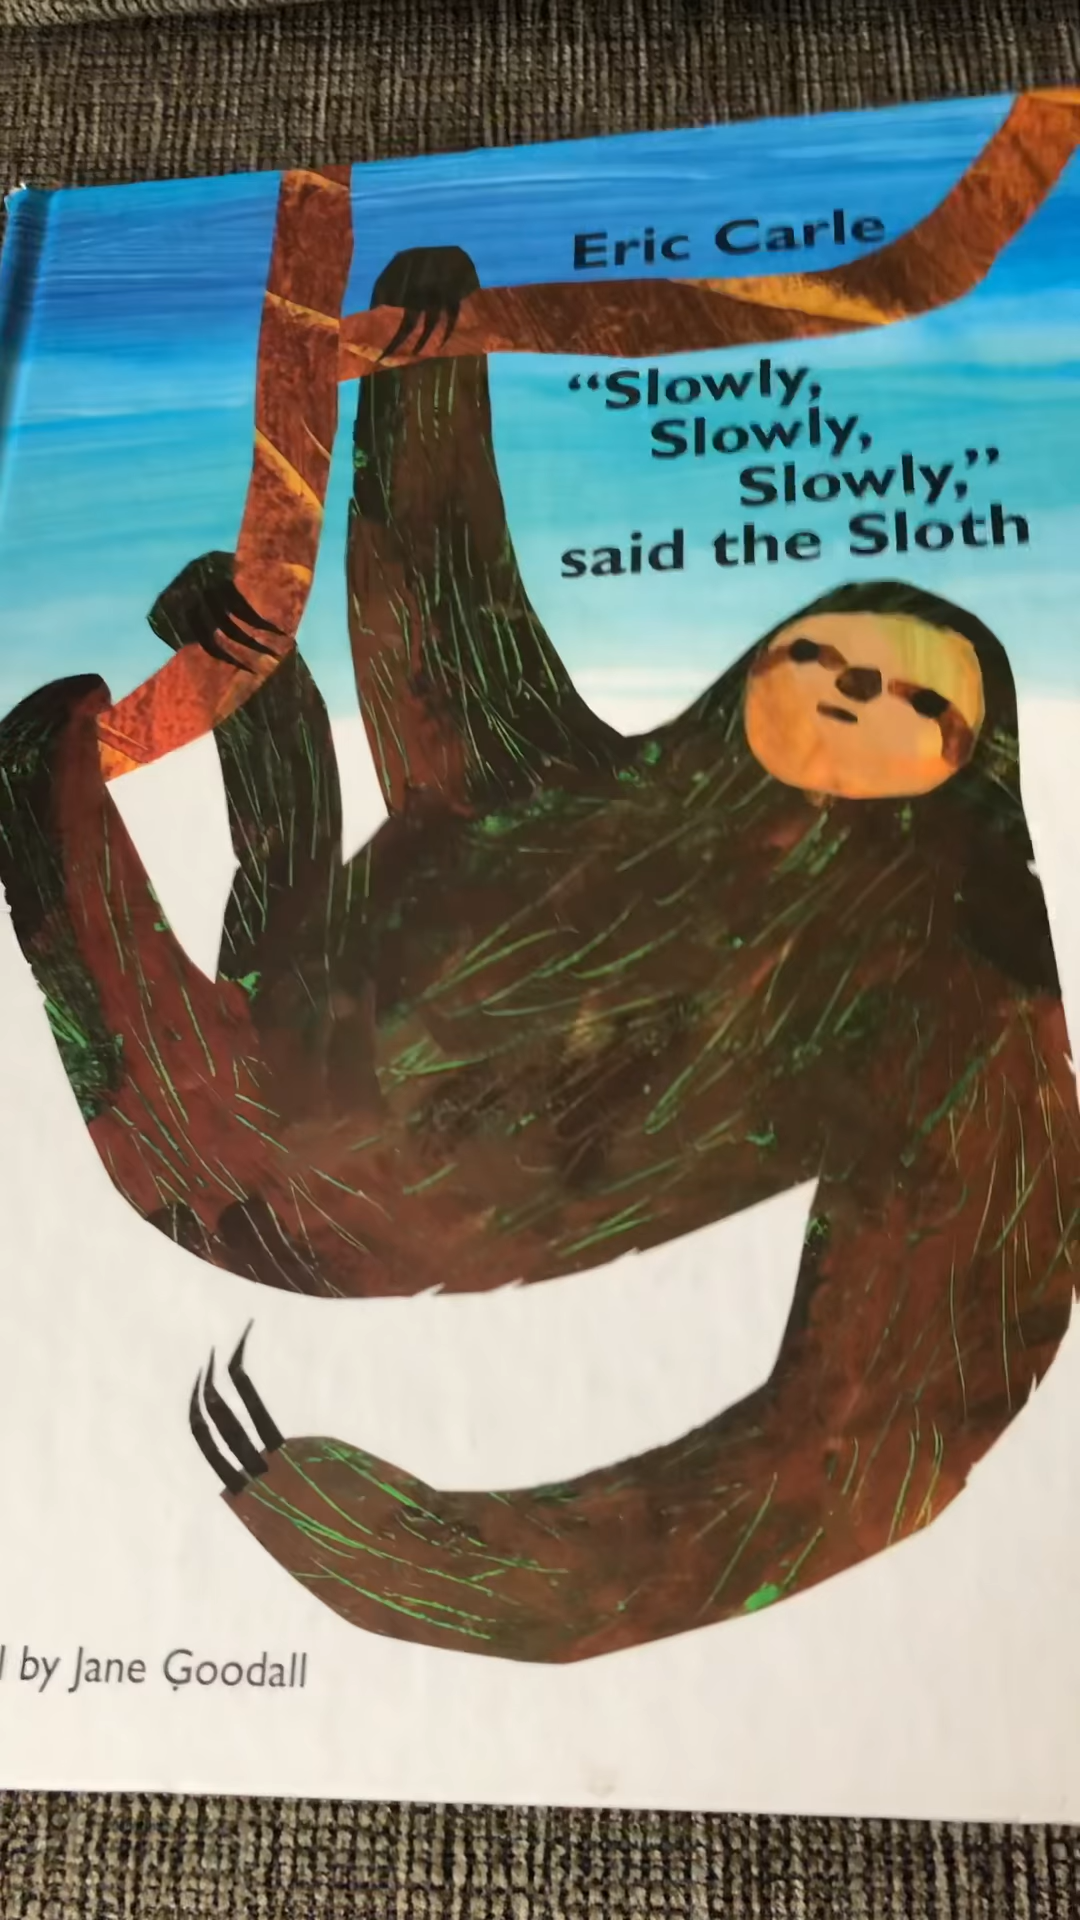 Eric Carle
“Slowly,
Slowly,
Slowly,”
said the Sloth
by Jane Goodall